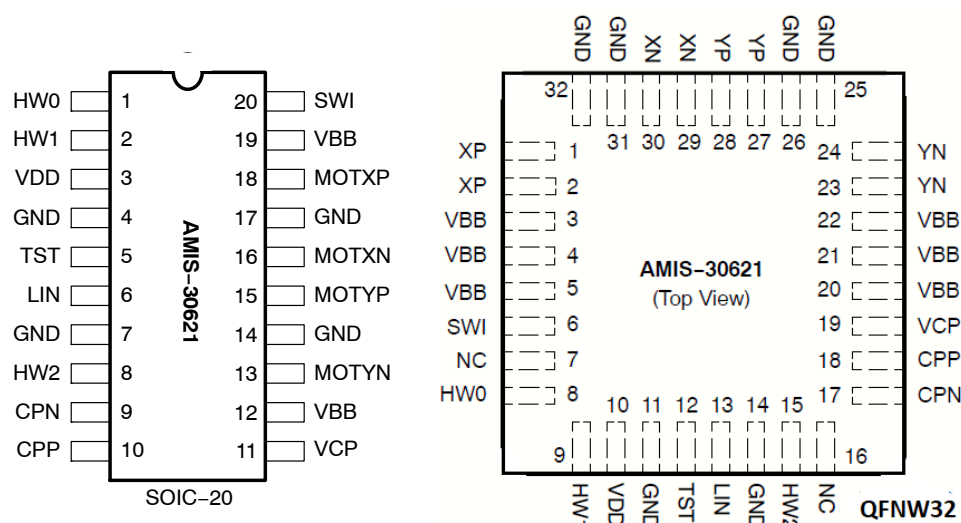 HW0 1 20 SWI
HW1 2 19 VBB
VDD 3 18 MOTXP
GND 4 17 GND
TST 5 16 MOTXN
LIN 6 15 MOTYP
GND 7 14 GND
HW2 8 13 MOTYN
CPN 9 12 VBB
CPP 10 11 VCP
AMIS–30621
SOIC–20
GND GND XN XN YP YP GND GND
32 31 30 29 28 27 26 25
XP 1 24 YN
XP 2 23 YN
VBB 3 22 VBB
VBB 4 21 VBB
VBB 5 20 VBB
SWI 6 19 VCP
NC 7 18 CPP
HW0 8 17 CPN
AMIS–30621
(Top View)
9 10 11 12 13 14 15 16
VDD GND TST LIN GND HW2 NC
QFNW32